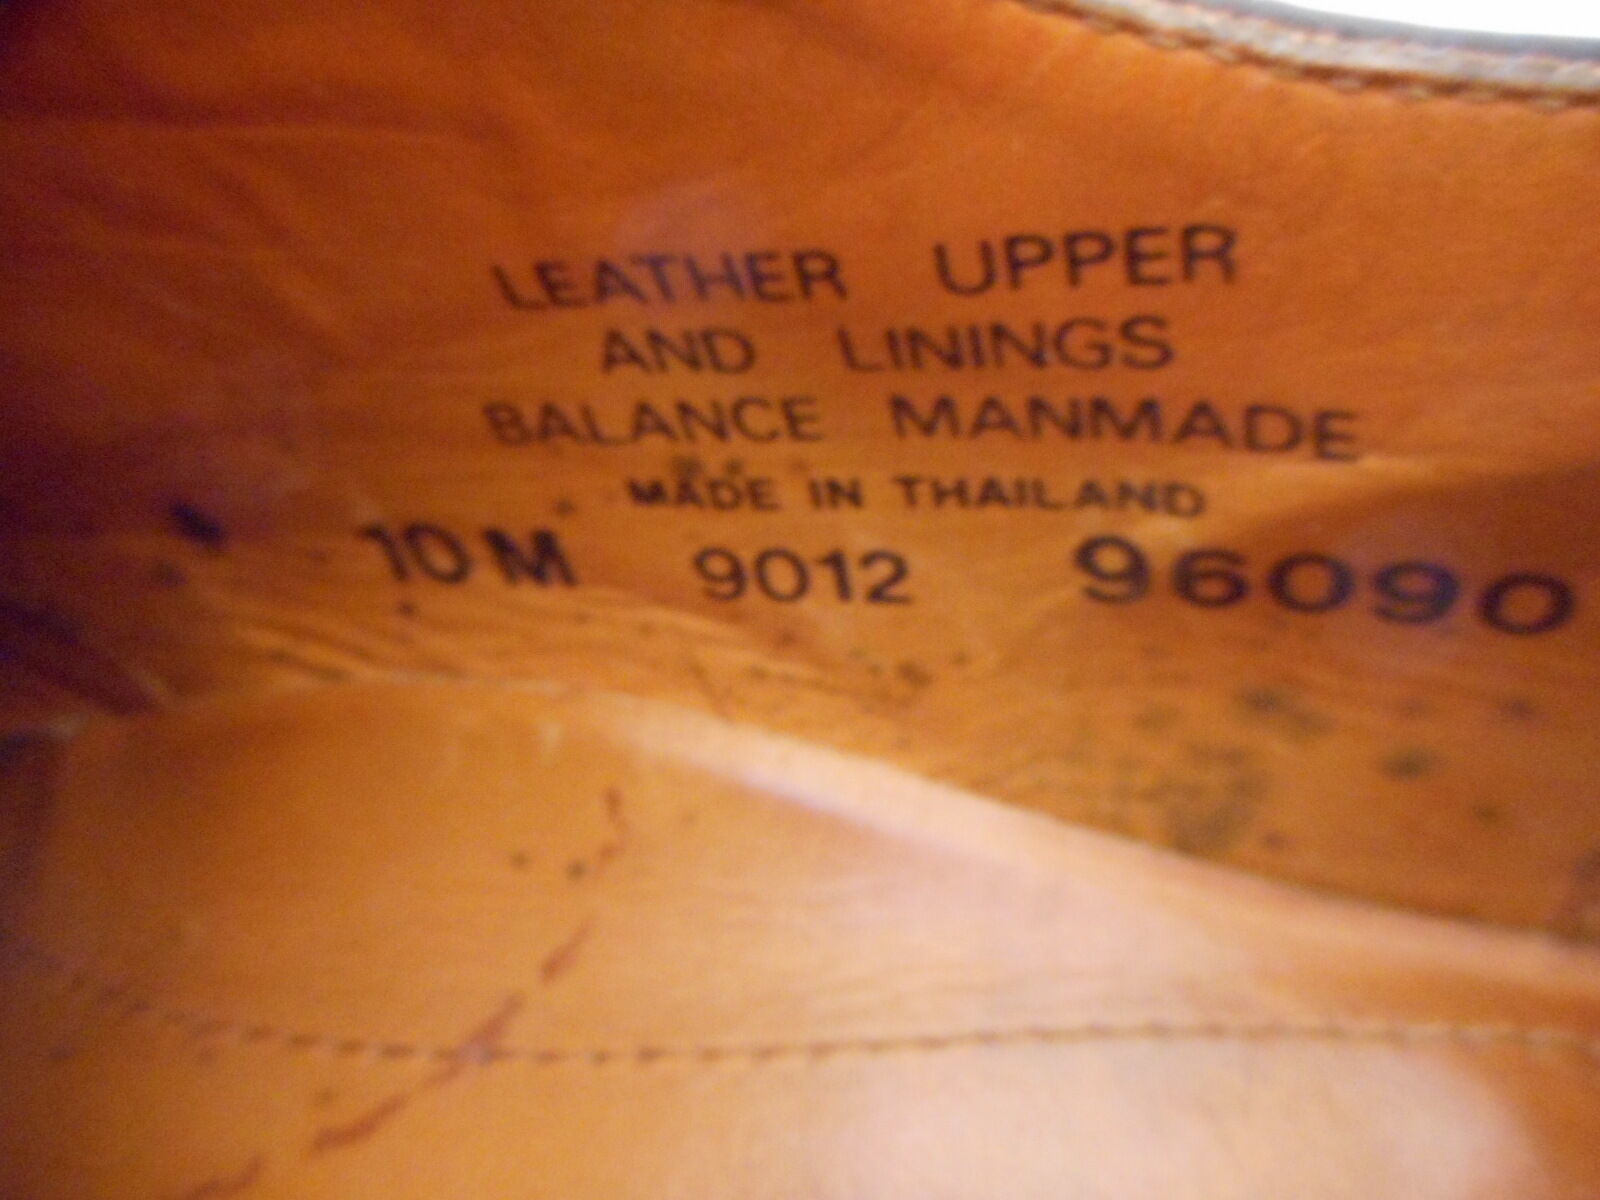 LEATHER UPPER
AND LININGS
BALANCE MANMADE
MADE IN THAILAND
10 M 9012 96090